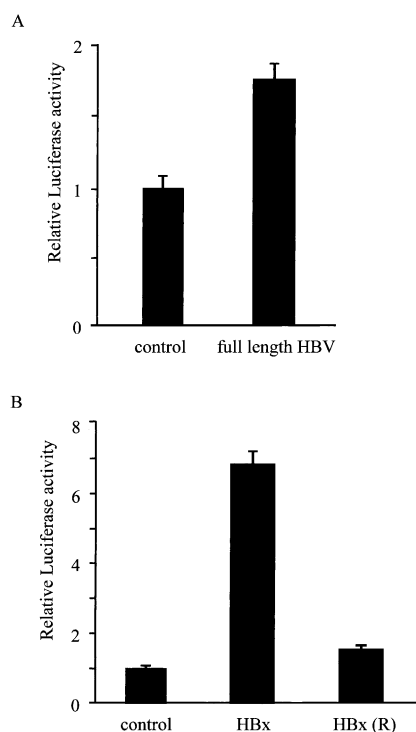 A
2
1
0
Relative Luciferase activity
control full length HBV
B
8
6
4
2
0
Relative Luciferase activity
control HBx HBx (R)